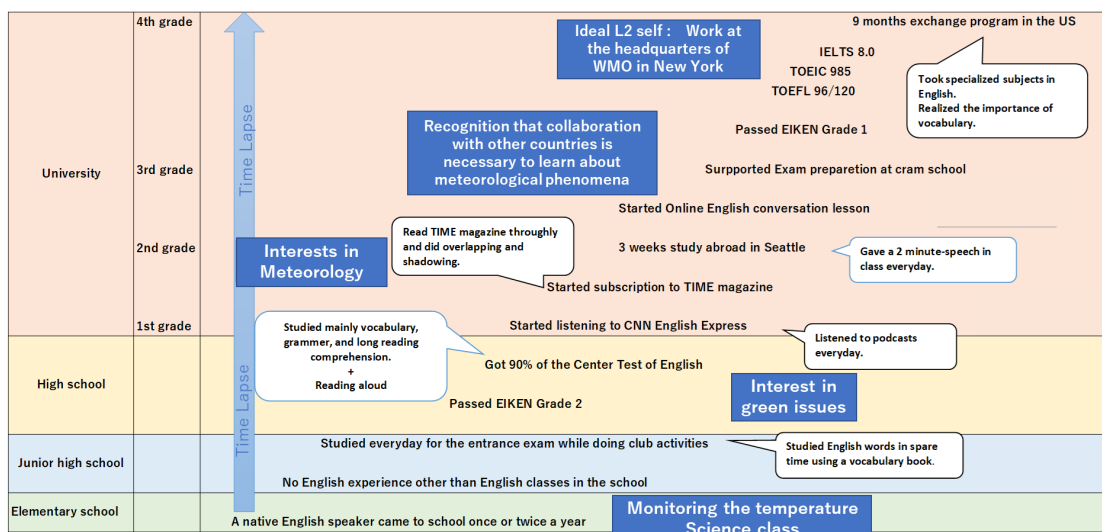 4th grade
Ideal L2 self： Work at
the headquarters of
WMO in New York
9 months exchange program in the US
IELTS 8.0
TOEIC 985
TOEFL 96/120
Took specialized subjects in
English.
Realized the importance of
vocabulary.
Time Lapse
Recognition that collaboration
with other countries is
necessary to learn about
meteorological phenomena
Passed EIKEN Grade 1
University
3rd grade
Surpported Exam preparetion at cram school
Started Online English conversation lesson
Read TIME magazine throughly
and did overlapping and
shadowing.
2nd grade
Interests in
Meteorology
3 weeks study abroad in Seattle
Gave a 2 minute-speech in
class everyday.
Started subscription to TIME magazine
1st grade
Started listening to CNN English Express
Listened to podcasts
everyday.
Studied mainly vocabulary,
grammer, and long reading
comprehension.
+
Reading aloud
Got 90% of the Center Test of English
High school
Time Lapse
Interest in
green issues
Passed EIKEN Grade 2
Studied everyday for the entrance exam while doing club activities
Studied English words in spare
time using a vocabulary book.
Junior high school
No English experience other than English classes in the school
Elementary school
A native English speaker came to school once or twice a year
Monitoring the temperature
Science class